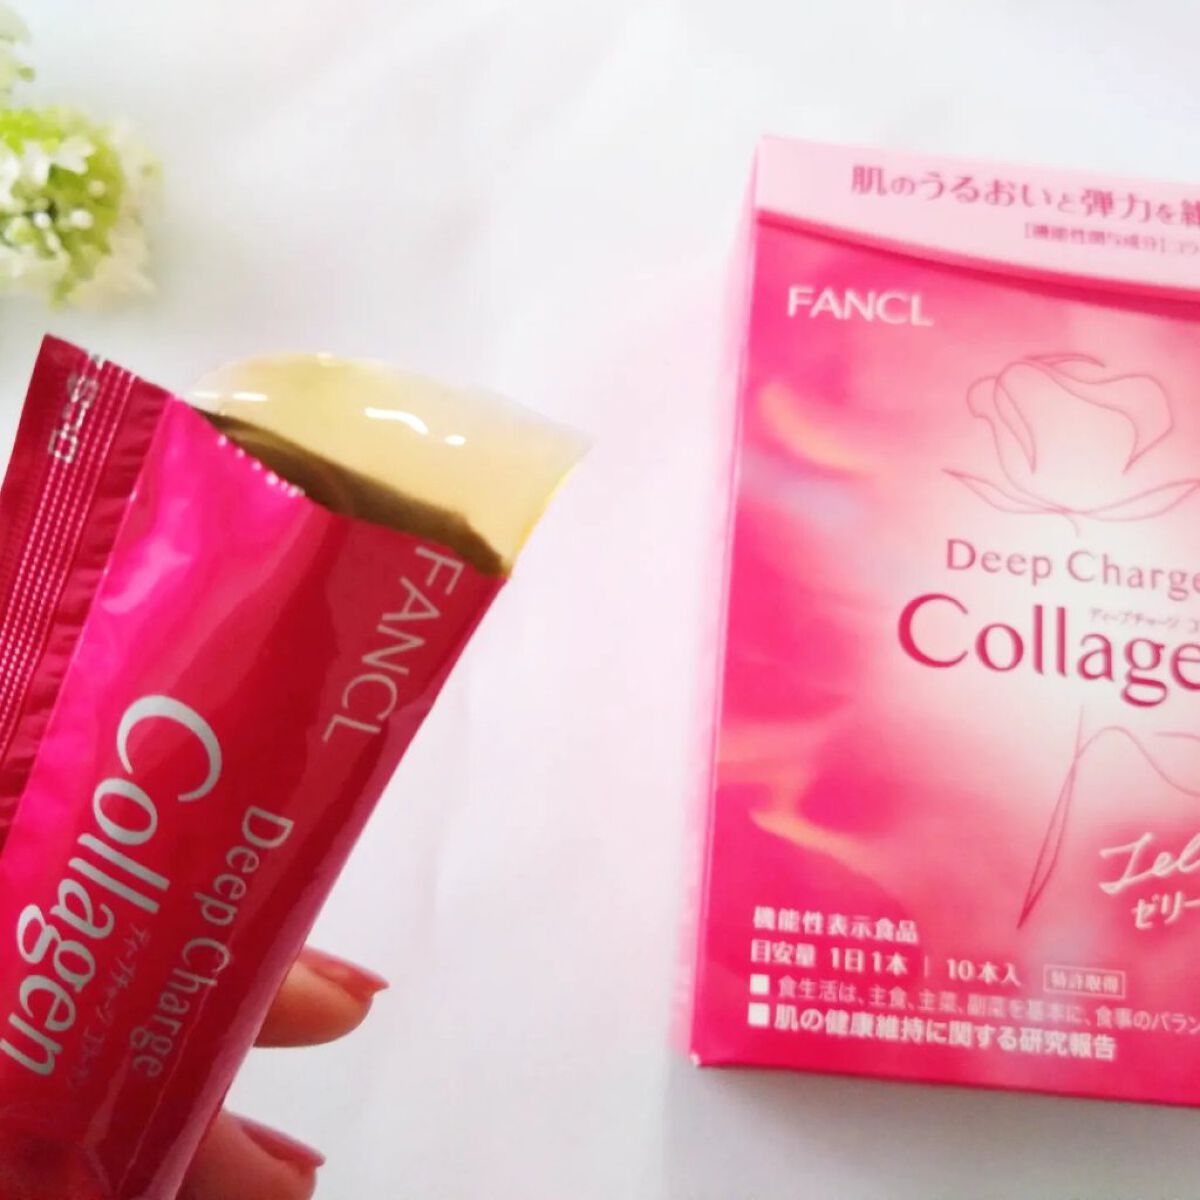 肌のうるおいと弾力を維
[機能性関与成分]コラ
FANCL
Deep Charge
ディープチャージ コ
Collage
Jel
ゼリー
機能性表示食品
目安量 1日1本 | 10本入 特許取得
■ 食生活は、主食、主菜、副菜を基本に、食事のバラン
■ 肌の健康維持に関する研究報告
FANCL
Deep Charge
Collagen
ディープチャージ コラーゲン